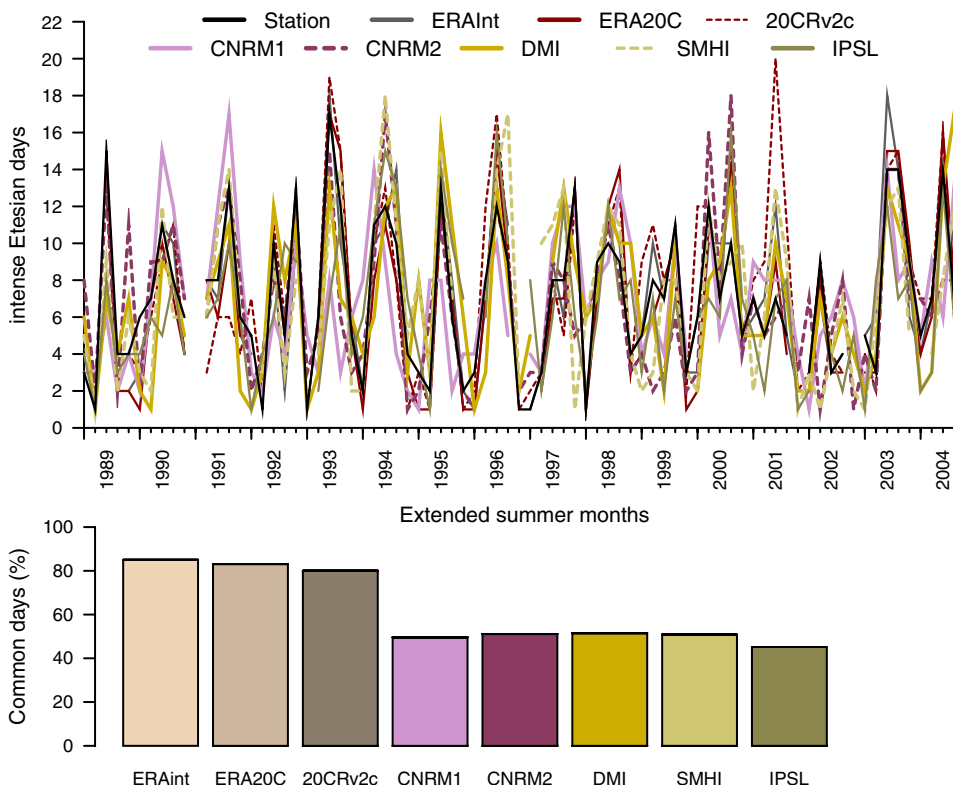 Station ERAInt ERA20C 20CRv2c
CNRM1 CNRM2 DMI SMHI IPSL
intense Etesian days
22
20
18
16
14
12
10
8
6
4
2
0
1989 1990 1991 1992 1993 1994 1995 1996 1997 1998 1999 2000 2001 2002 2003 2004
Extended summer months
Common days (%)
100
80
60
40
20
0
ERAint ERA20C 20CRv2c CNRM1 CNRM2 DMI SMHI IPSL